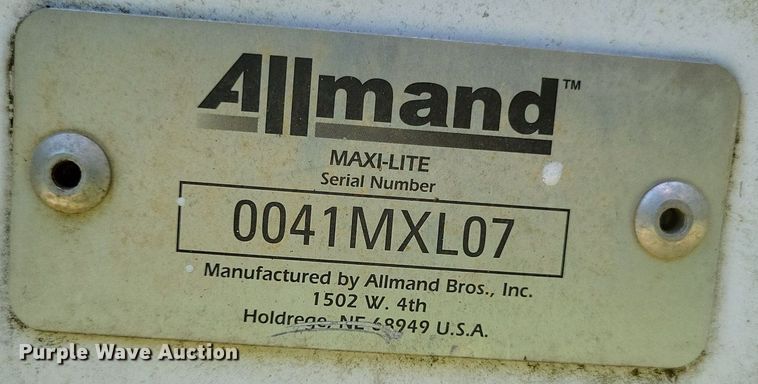 Allmand™
MAXI-LITE
Serial Number
0041MXL07
Manufactured by Allmand Bros., Inc.
1502 W. 4th
Holdrege, NE 68949 U.S.A.
Purple Wave Auction